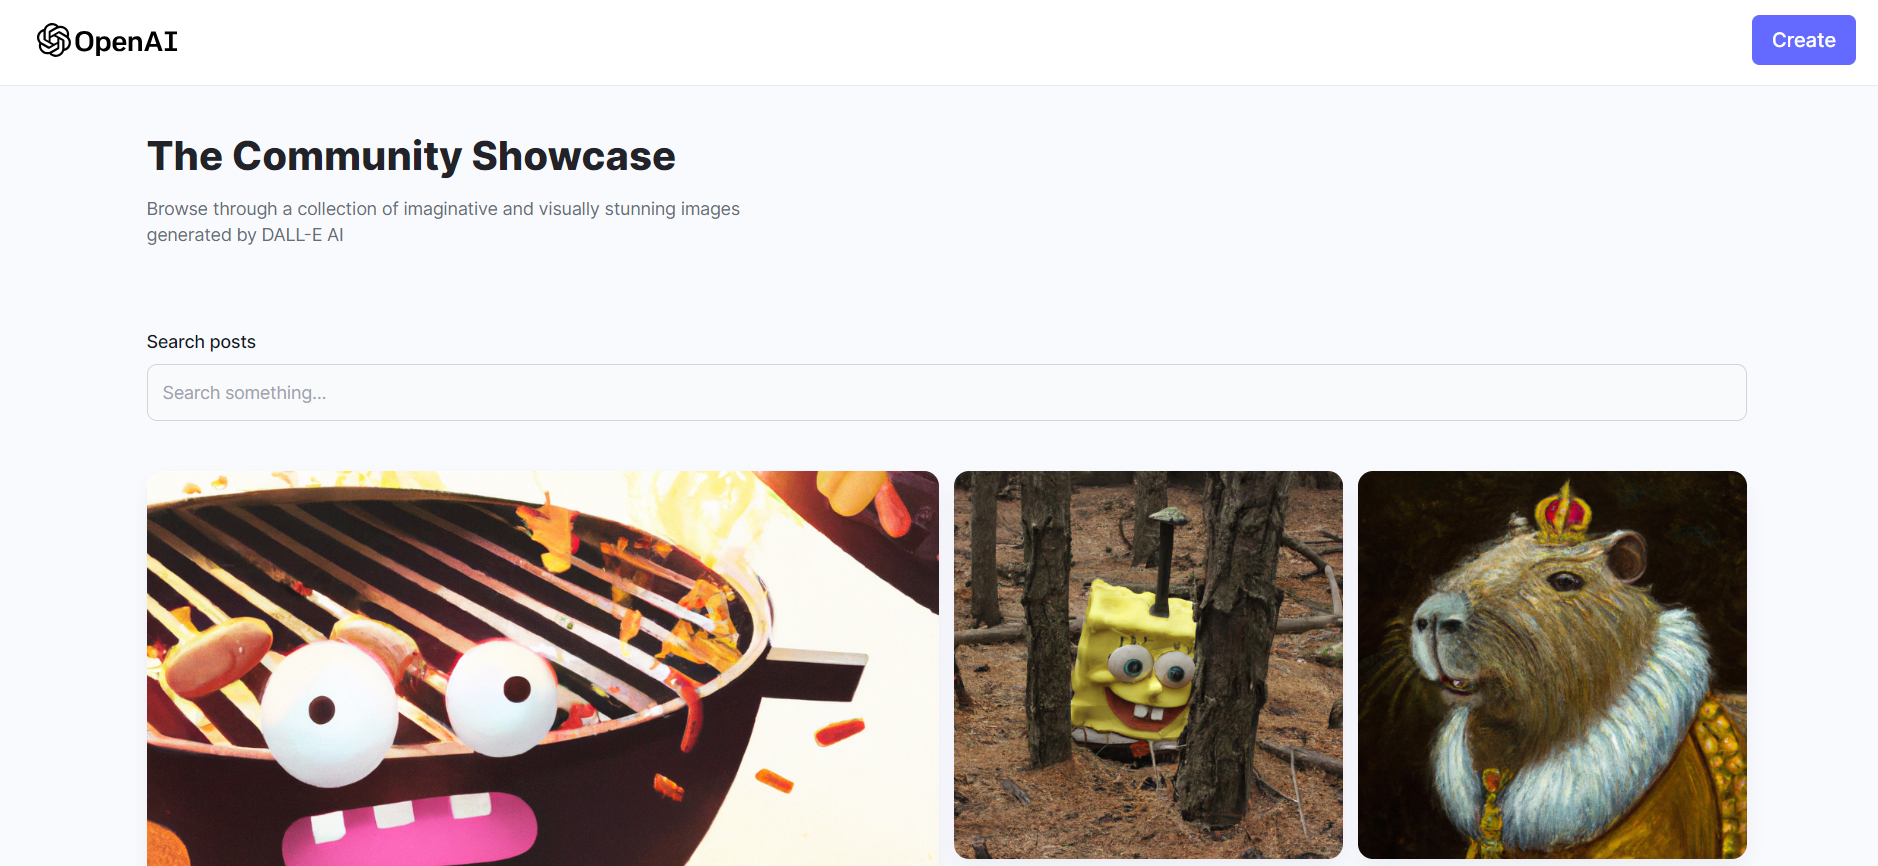 OpenAI
Create
The Community Showcase
Browse through a collection of imaginative and visually stunning images
generated by DALL-E AI
Search posts
Search something...